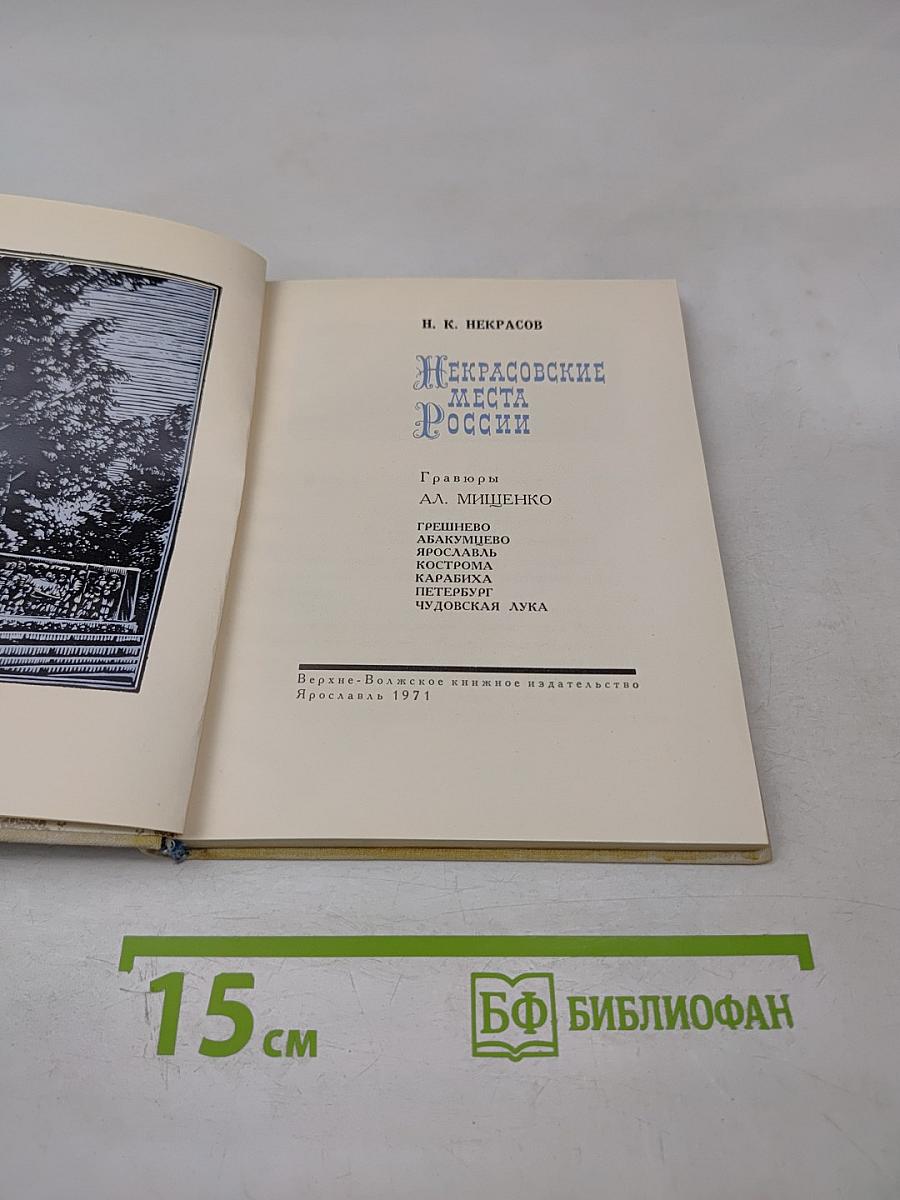 Н. К. НЕКРАСОВ
НЕКРАСОВСКИЕ
МЕСТА
РОССИИ
Гравюры
АЛ. МИЩЕНКО
ГРЕШНЕВО
АБАКУМЦЕВО
ЯРОСЛАВЛЬ
КОСТРОМА
КАРАБИХА
ПЕТЕРБУРГ
ЧУДОВСКАЯ ЛУКА
Верхне-Волжское книжное издательство
Ярославль 1971
15 см
БФ БИБЛИОФАН